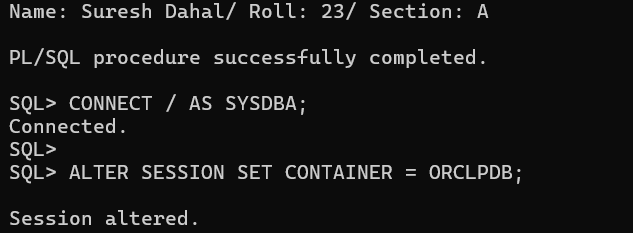 Name: Suresh Dahal/ Roll: 23/ Section: A
PL/SQL procedure successfully completed.
SQL> CONNECT / AS SYSDBA;
Connected.
SQL>
SQL> ALTER SESSION SET CONTAINER = ORCLPDB;
Session altered.